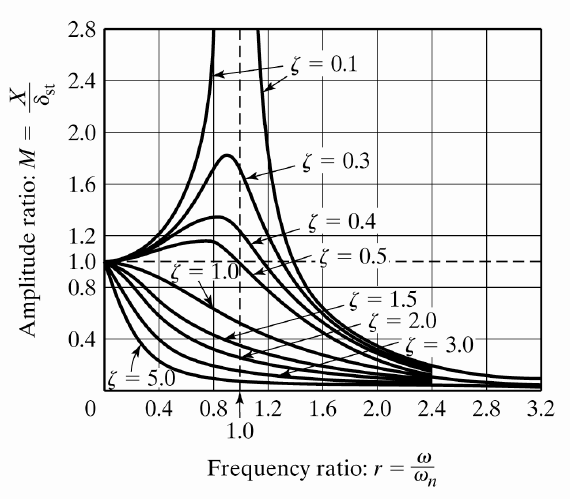 2.8
2.4
2.0
1.6
1.2
1.0
0.8
0.4
Amplitude ratio: M = X/δst
ζ = 0.1
ζ = 0.3
ζ = 0.4
ζ = 0.5
ζ = 1.0
ζ = 1.5
ζ = 2.0
ζ = 3.0
ζ = 5.0
0 0.4 0.8 1.2 1.6 2.0 2.4 2.8 3.2
1.0
Frequency ratio: r = ω/ωn